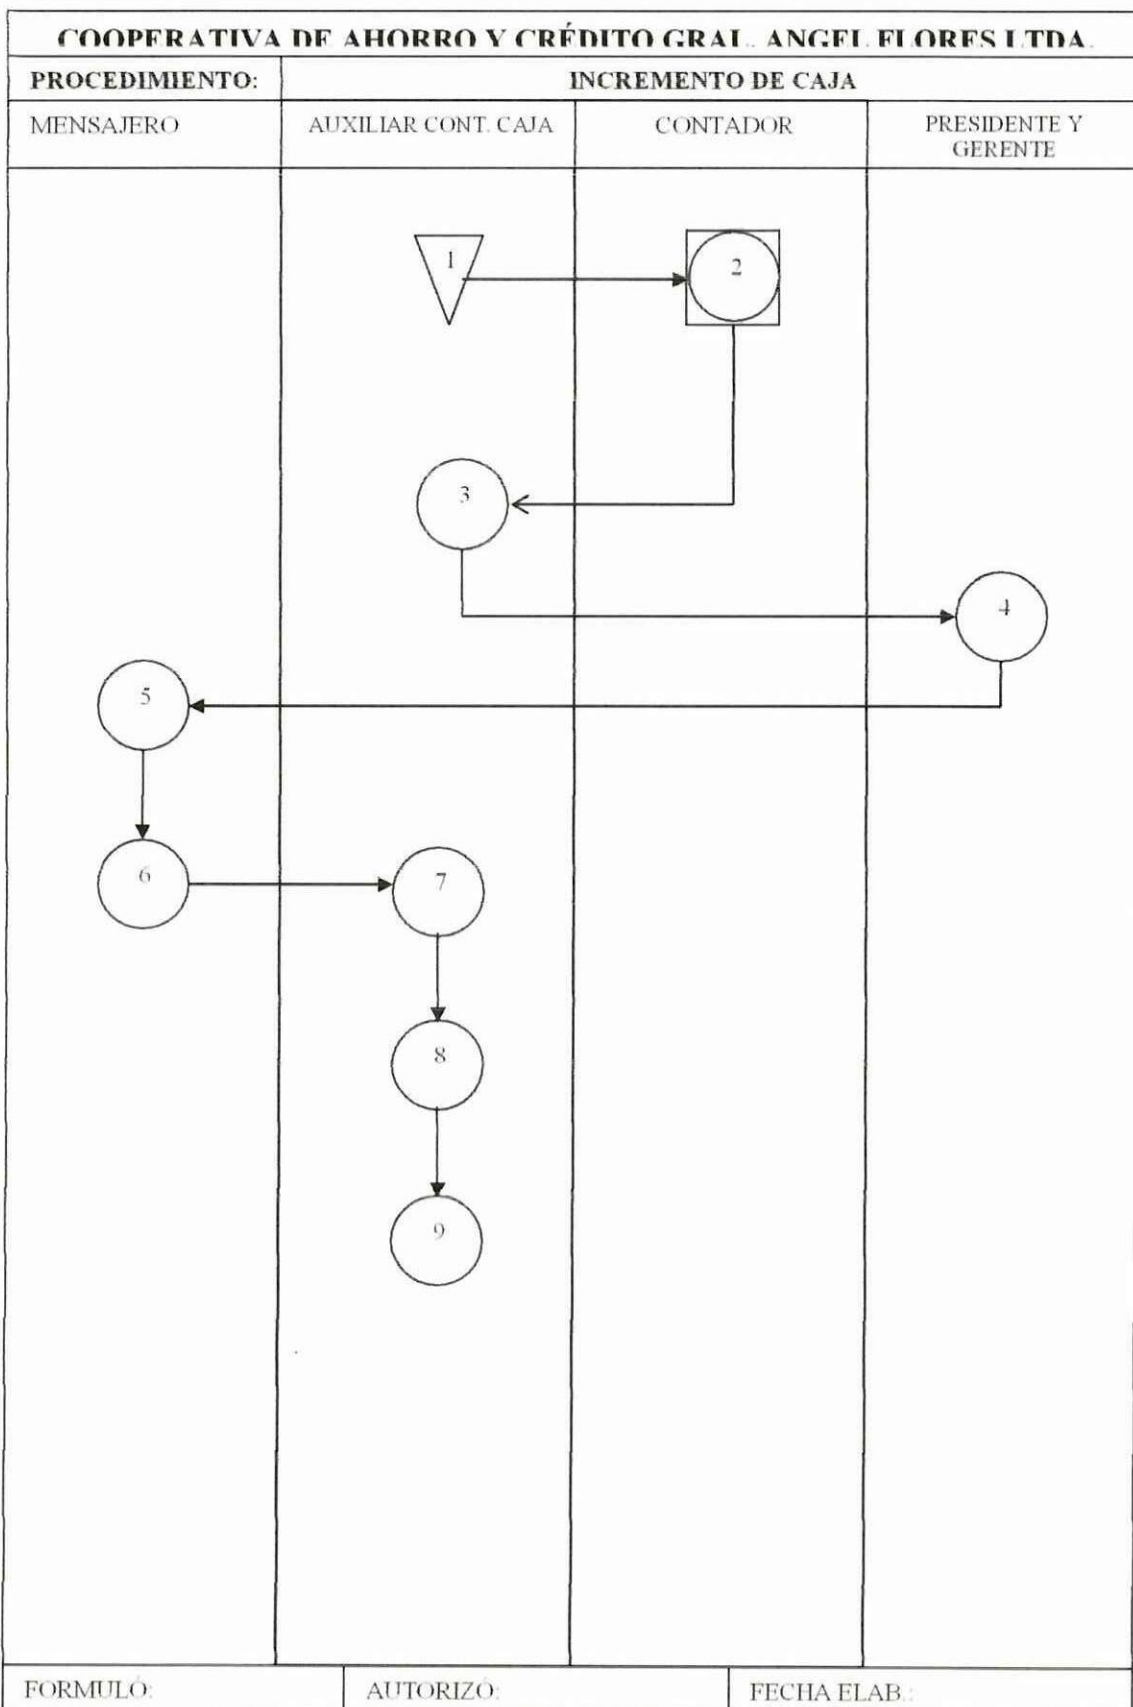 COOPERATIVA DE AHORRO Y CRÉDITO GRAL. ANGEL FLORES LTDA.
PROCEDIMIENTO: INCREMENTO DE CAJA
MENSAJERO AUXILIAR CONT. CAJA CONTADOR PRESIDENTE Y
GERENTE
1 2
3
4
5
6 7
8
9
FORMULÓ: AUTORIZÓ: FECHA ELAB.: